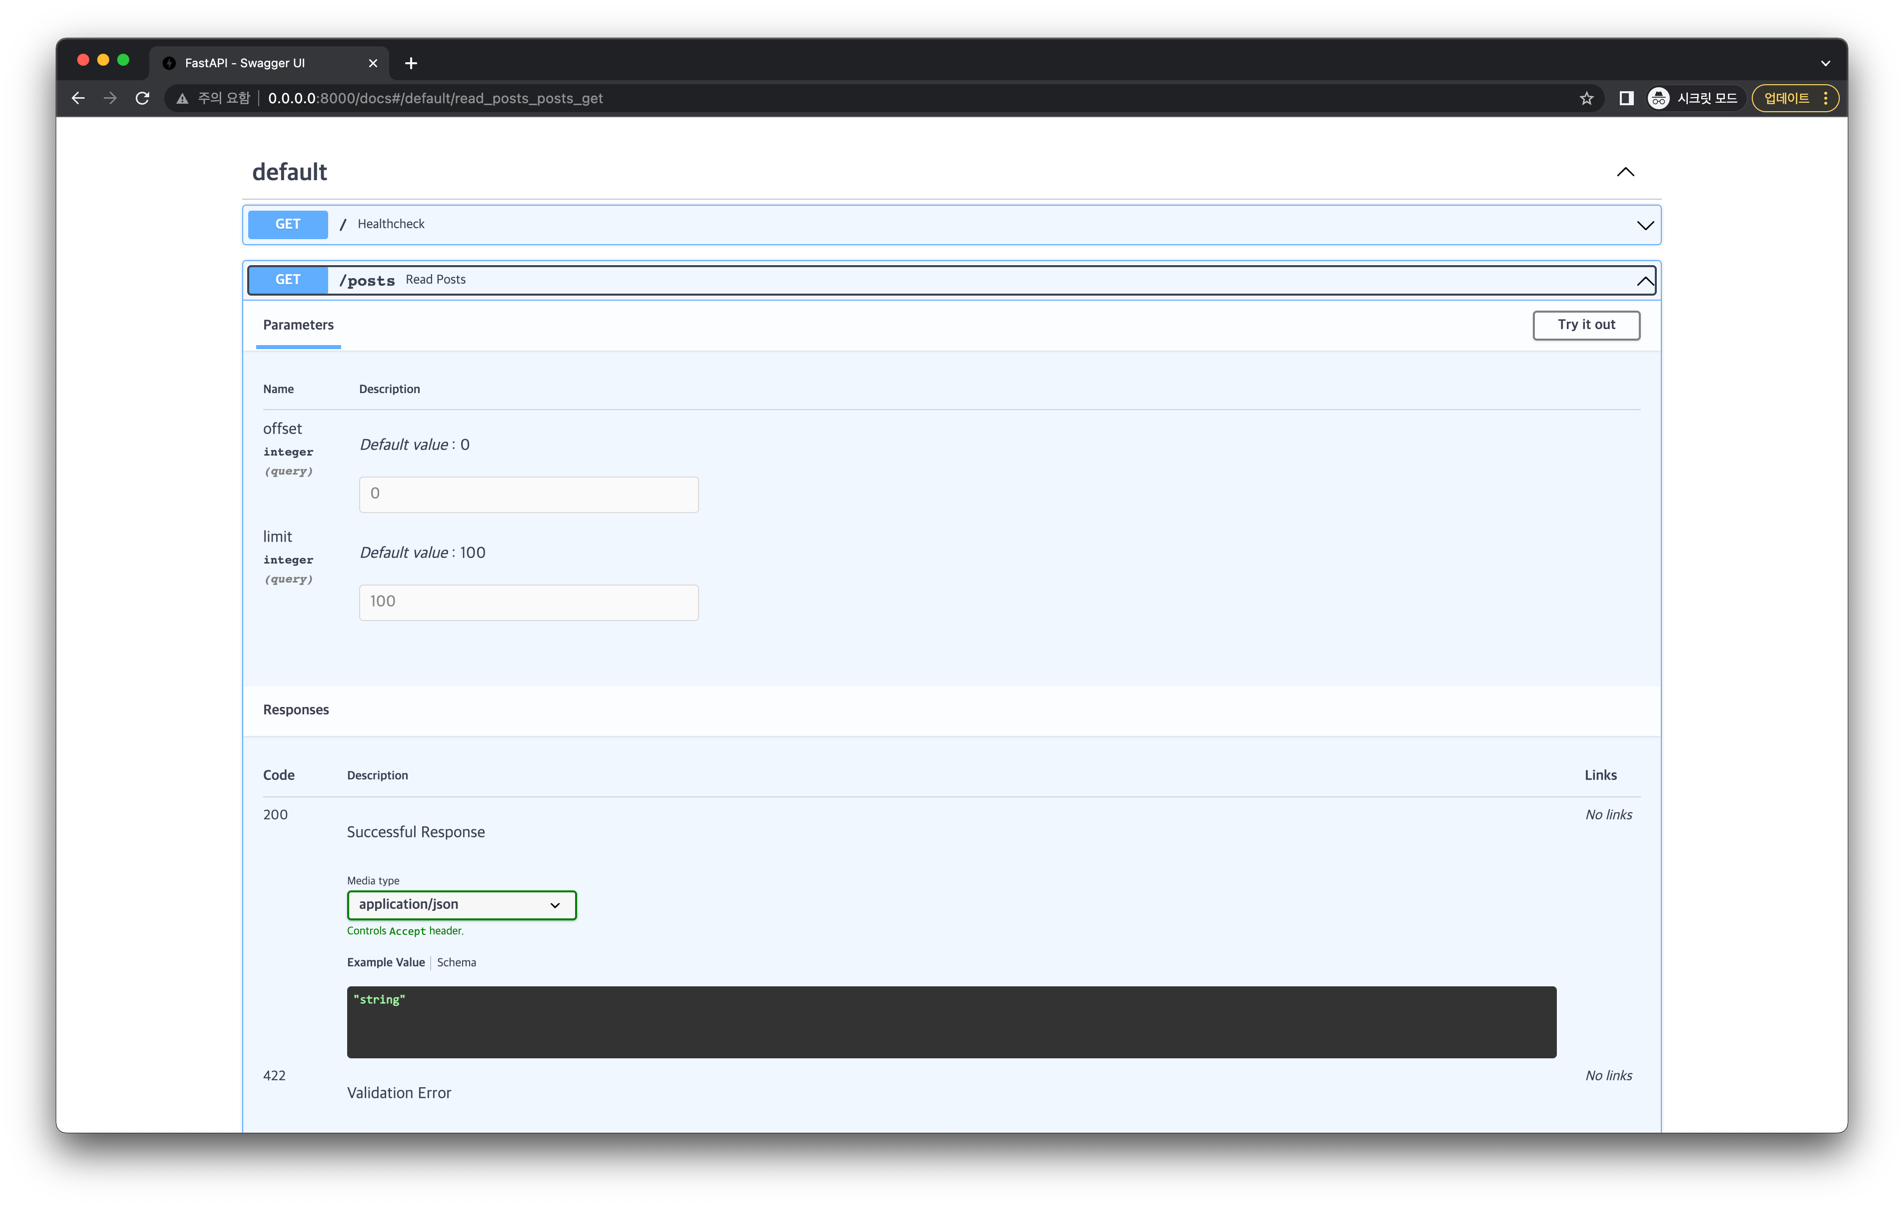 FastAPI - Swagger UI
주의 요함 0.0.0.0:8000/docs#/default/read_posts_posts_get 시크릿 모드 업데이트
default
GET / Healthcheck
GET /posts Read Posts
Parameters Try it out
Name Description
offset
integer
(query)
Default value : 0
0
limit
integer
(query)
Default value : 100
100
Responses
Code Description Links
200 No links
Successful Response
Media type
application/json
Controls Accept header.
Example Value Schema
"string"
422 No links
Validation Error